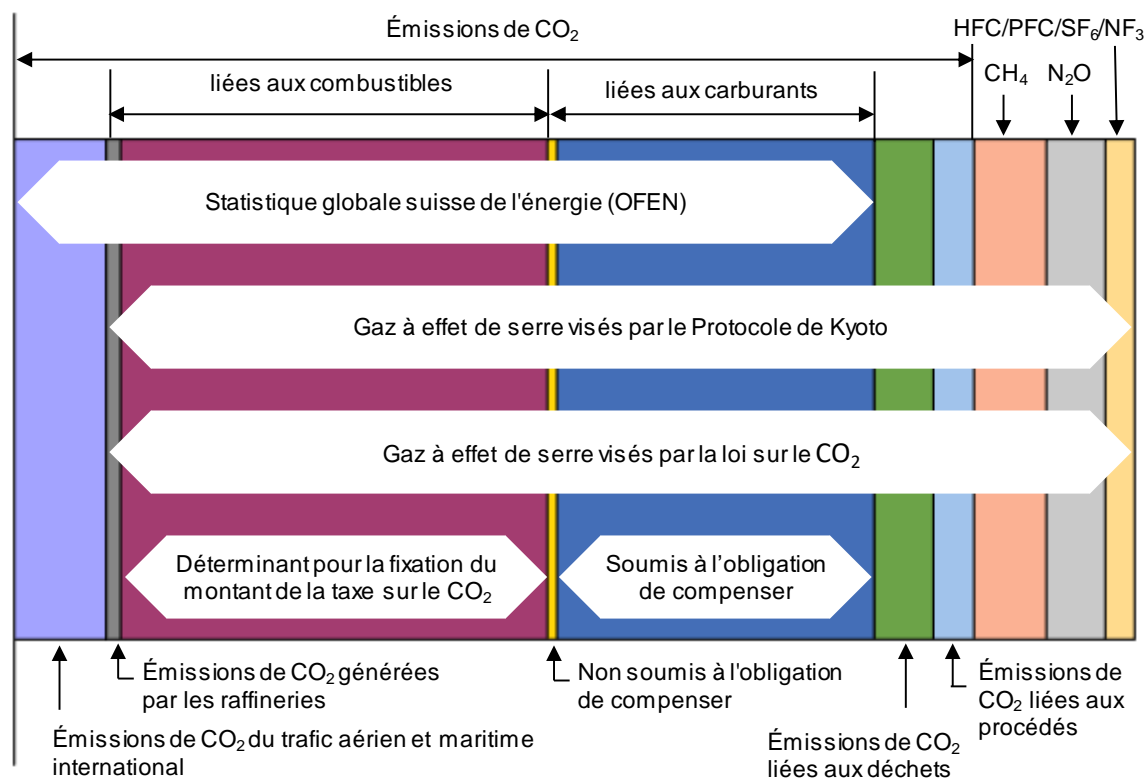 Émissions de CO₂
HFC/PFC/SF₆/NF₃
liées aux combustibles
liées aux carburants
CH₄
N₂O
Statistique globale suisse de l'énergie (OFEN)
Gaz à effet de serre visés par le Protocole de Kyoto
Gaz à effet de serre visés par la loi sur le CO₂
Déterminant pour la fixation du
montant de la taxe sur le CO₂
Soumis à l’obligation
de compenser
Émissions de CO₂ générées
par les raffineries
Non soumis à l'obligation
de compenser
Émissions de
CO₂ liées aux
procédés
Émissions de CO₂ du trafic aérien et maritime
international
Émissions de CO₂
liées aux déchets